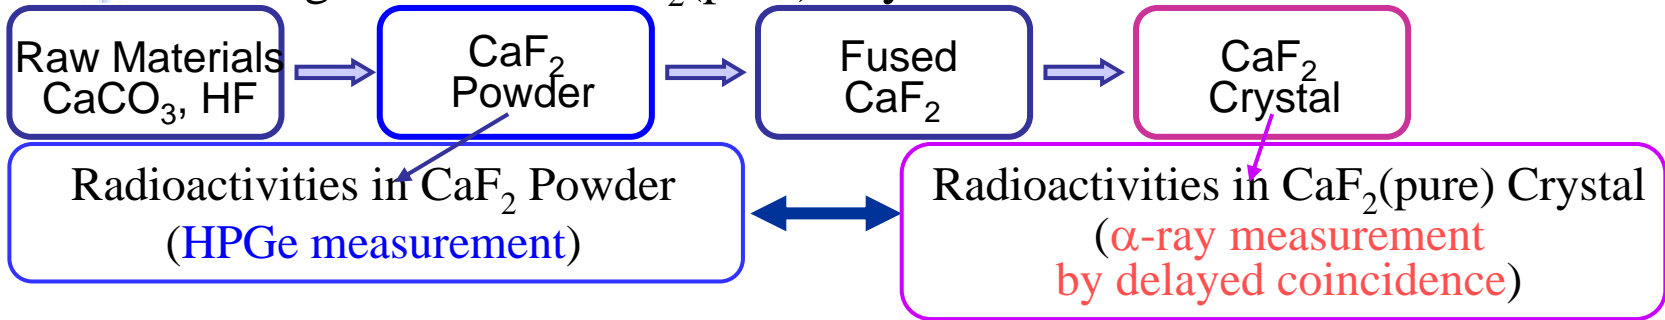 Raw Materials
CaCO₃, HF
CaF₂
Powder
Fused
CaF₂
CaF₂
Crystal
Radioactivities in CaF₂ Powder
(HPGe measurement)
Radioactivities in CaF₂(pure) Crystal
(α-ray measurement
by delayed coincidence)